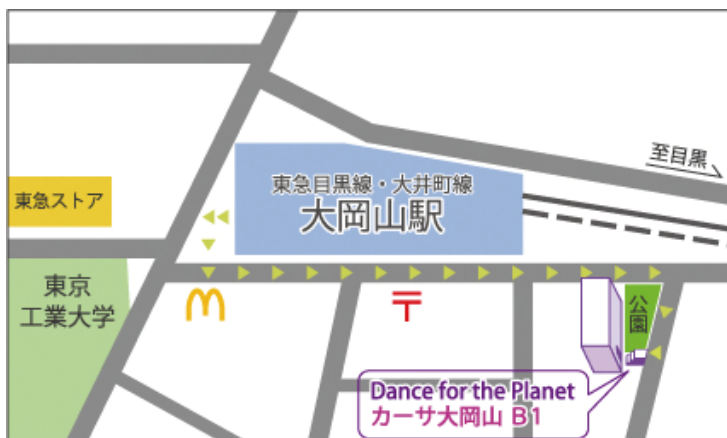 至目黒
東急目黒線・大井町線
大岡山駅
東急ストア
東京
工業大学
公園
Dance for the Planet
カーサ大岡山 B1